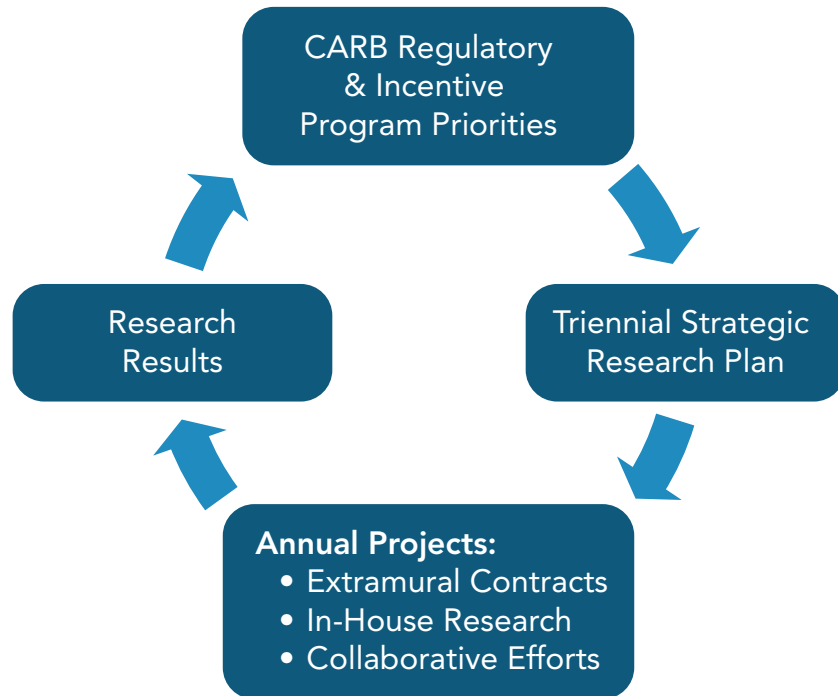 CARB Regulatory
& Incentive
Program Priorities
Triennial Strategic
Research Plan
Annual Projects:
• Extramural Contracts
• In-House Research
• Collaborative Efforts
Research
Results